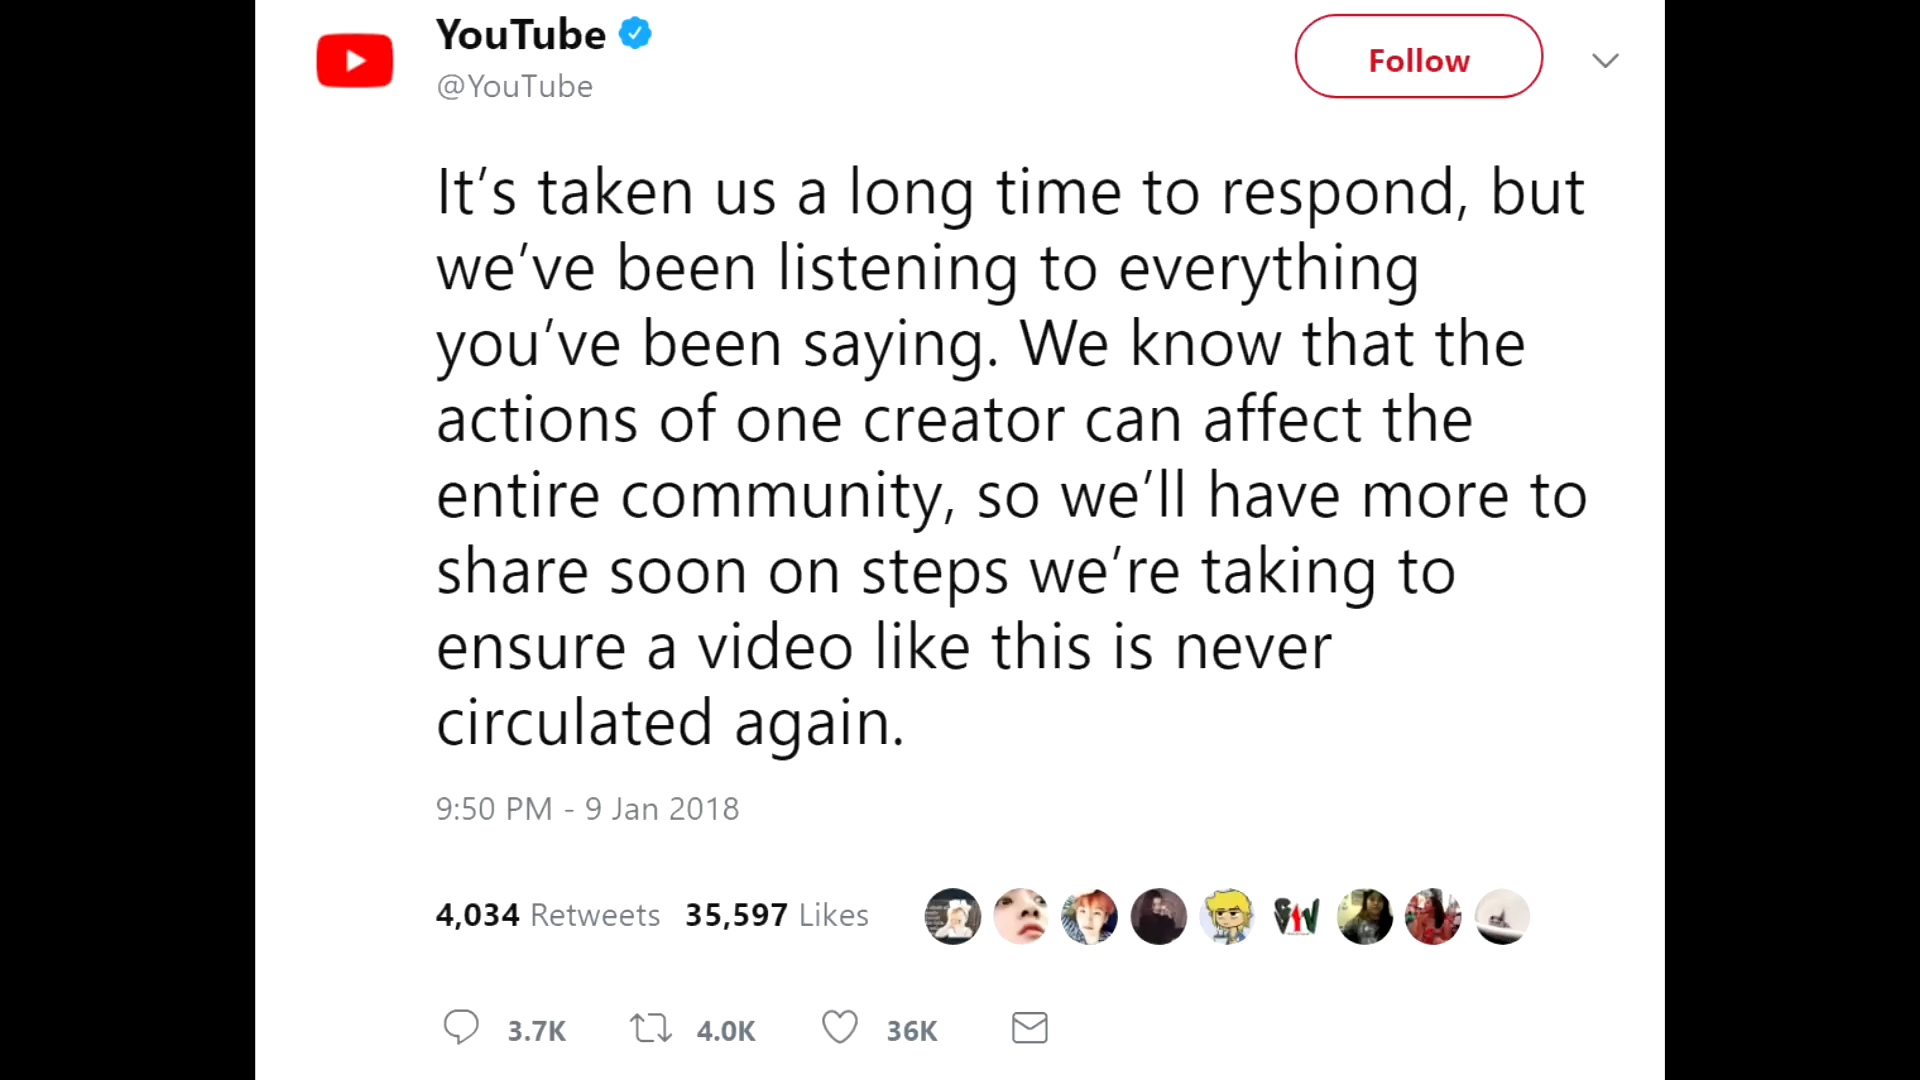 YouTube
@YouTube
Follow
It’s taken us a long time to respond, but
we’ve been listening to everything
you’ve been saying. We know that the
actions of one creator can affect the
entire community, so we’ll have more to
share soon on steps we’re taking to
ensure a video like this is never
circulated again.
9:50 PM - 9 Jan 2018
4,034 Retweets 35,597 Likes
3.7K 4.0K 36K